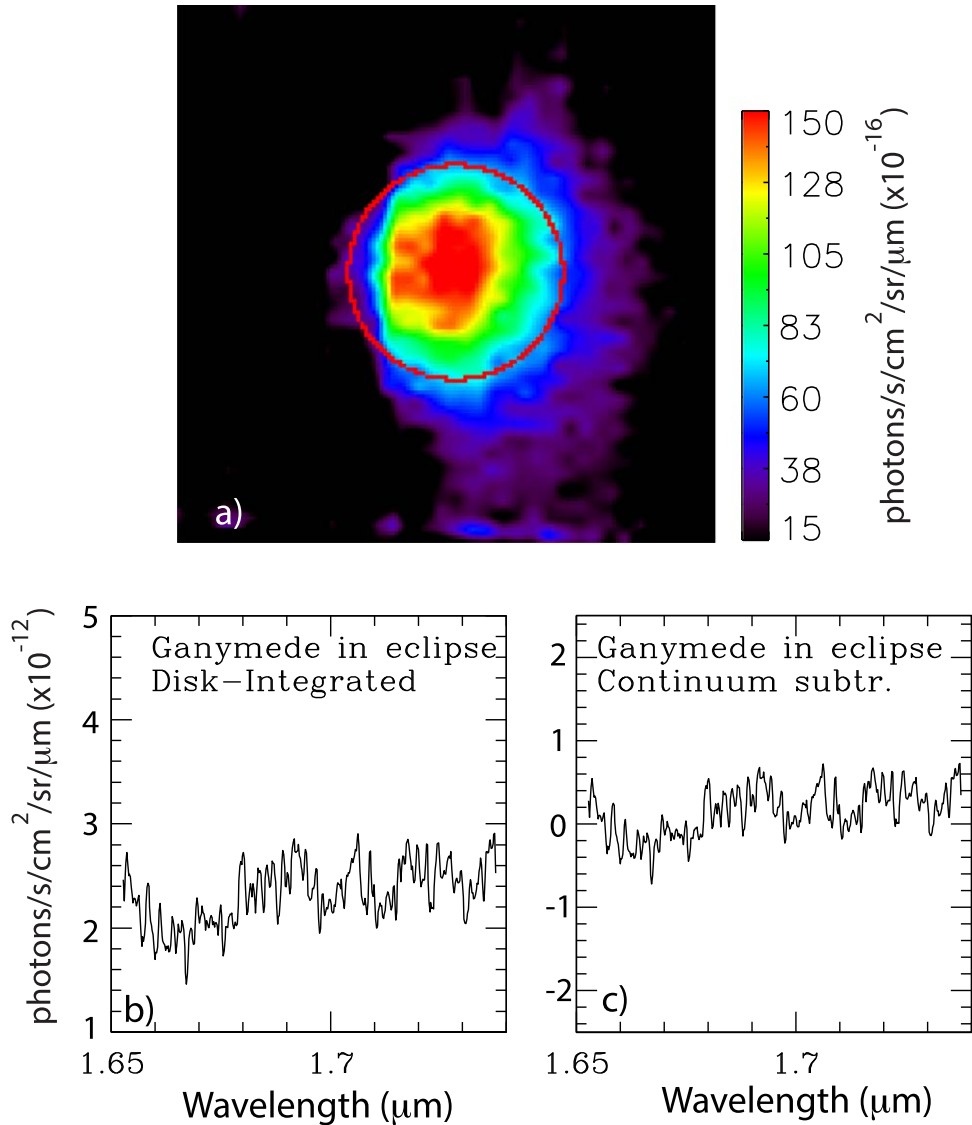 a)
150
128
105
83
60
38
15
photons/s/cm²/sr/μm (x10⁻¹⁶)
5
4
3
2
1
photons/s/cm²/sr/μm (x10⁻¹²)
Ganymede in eclipse
Disk-Integrated
b)
1.65
1.7
Wavelength (μm)
2
1
0
-1
-2
Ganymede in eclipse
Continuum subtr.
c)
1.65
1.7
Wavelength (μm)